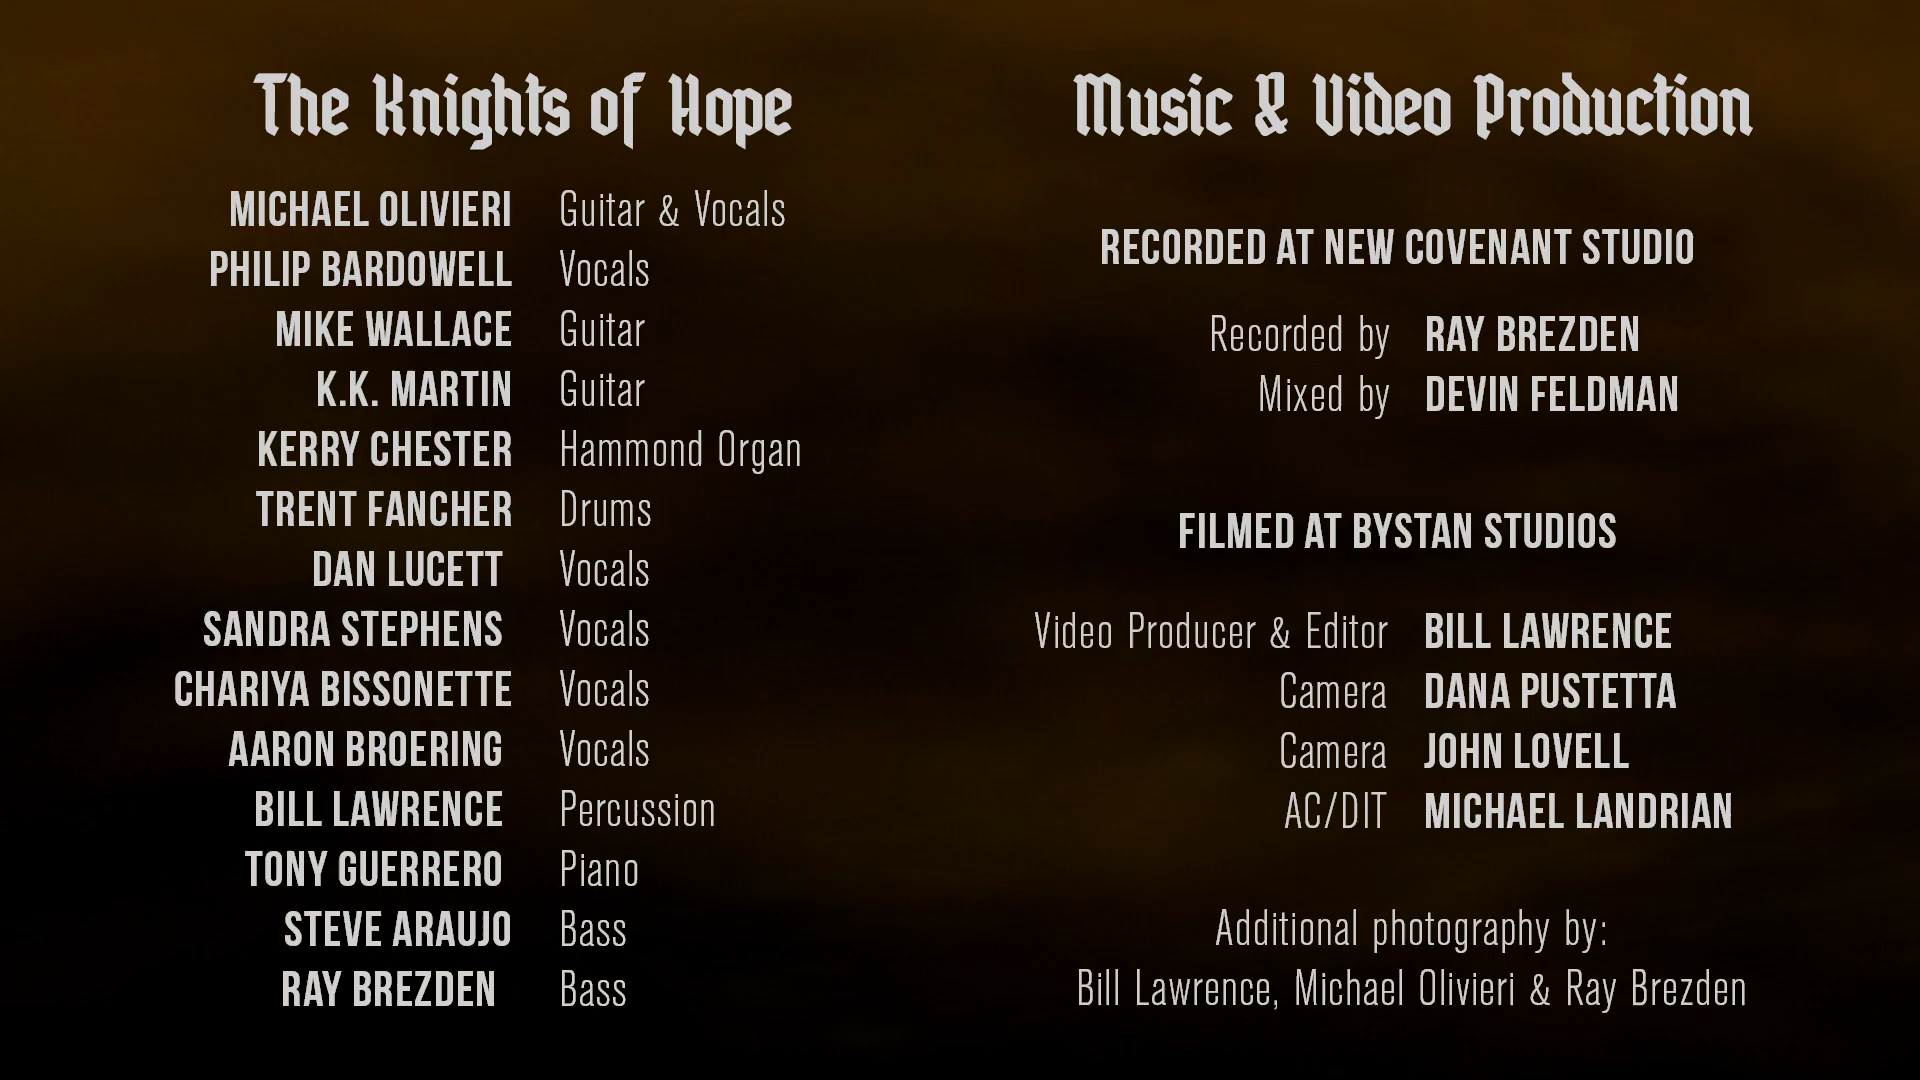 The Knights of Hope
MICHAEL OLIVIERI Guitar & Vocals
PHILIP BARDOWELL Vocals
MIKE WALLACE Guitar
K.K. MARTIN Guitar
KERRY CHESTER Hammond Organ
TRENT FANCHER Drums
DAN LUCETT Vocals
SANDRA STEPHENS Vocals
CHARIYA BISSONETTE Vocals
AARON BROERING Vocals
BILL LAWRENCE Percussion
TONY GUERRERO Piano
STEVE ARAUJO Bass
RAY BREZDEN Bass
Music & Video Production
RECORDED AT NEW COVENANT STUDIO
Recorded by RAY BREZDEN
Mixed by DEVIN FELDMAN
FILMED AT BYSTAN STUDIOS
Video Producer & Editor BILL LAWRENCE
Camera DANA PUSTETTA
Camera JOHN LOVELL
AC/DIT MICHAEL LANDRIAN
Additional photography by:
Bill Lawrence, Michael Olivieri & Ray Brezden